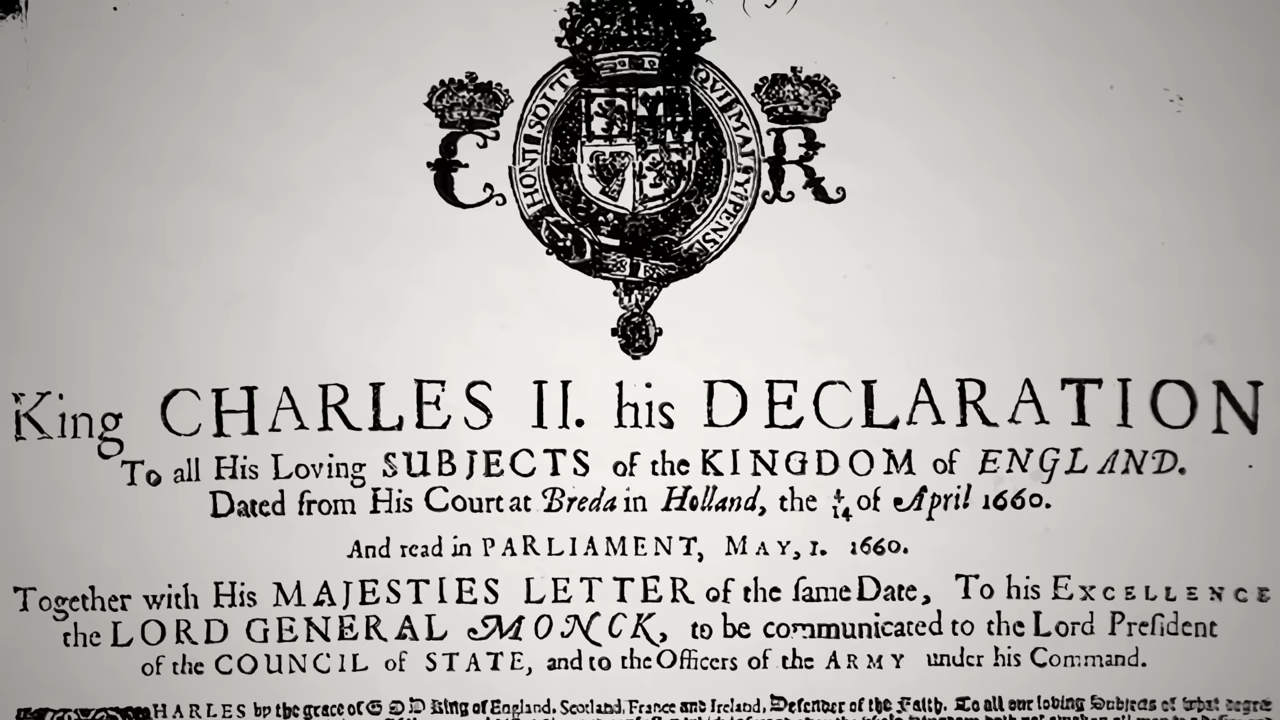 C R
HONI SOIT QUI MAL Y PENSE
King CHARLES II. his DECLARATION
To all His Loving SUBJECTS of the KINGDOM of ENGLAND.
Dated from His Court at Breda in Holland, the 4/14 of April 1660.
And read in PARLIAMENT, MAY, 1. 1660.
Together with His MAJESTIES LETTER of the ſame Date, To his EXCELLENCE
the LORD GENERAL MONCK, to be communicated to the Lord Preſident
of the COUNCIL of STATE, and to the Officers of the ARMY under his Command.
HARLES by the grace of GOD King of England, Scotland, France and Ireland, Defender of the Faith. To all our loving Subjects of what degre